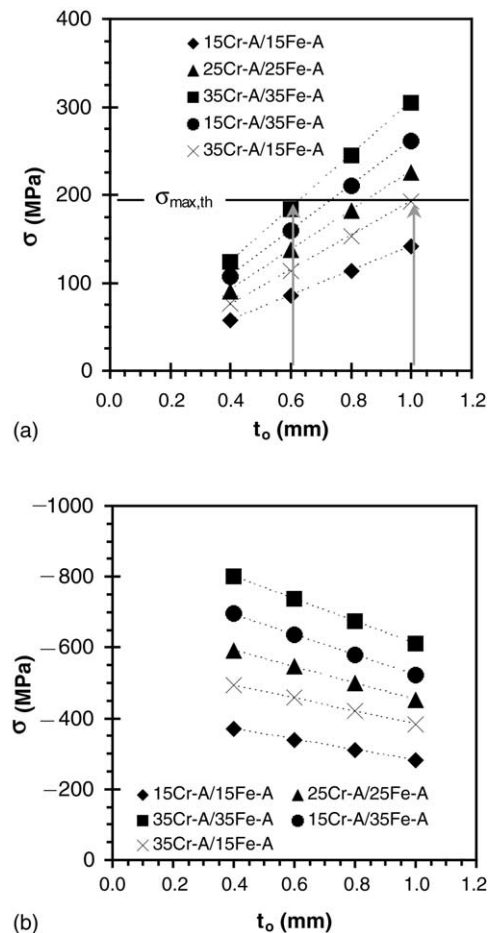 400
300
200
100
0
σ (MPa)
15Cr-A/15Fe-A
25Cr-A/25Fe-A
35Cr-A/35Fe-A
15Cr-A/35Fe-A
35Cr-A/15Fe-A
σmax,th
0.0 0.2 0.4 0.6 0.8 1.0 1.2
(a)
to (mm)
−1000
−800
−600
−400
−200
0
σ (MPa)
15Cr-A/15Fe-A 25Cr-A/25Fe-A
35Cr-A/35Fe-A 15Cr-A/35Fe-A
35Cr-A/15Fe-A
0.0 0.2 0.4 0.6 0.8 1.0 1.2
(b)
to (mm)